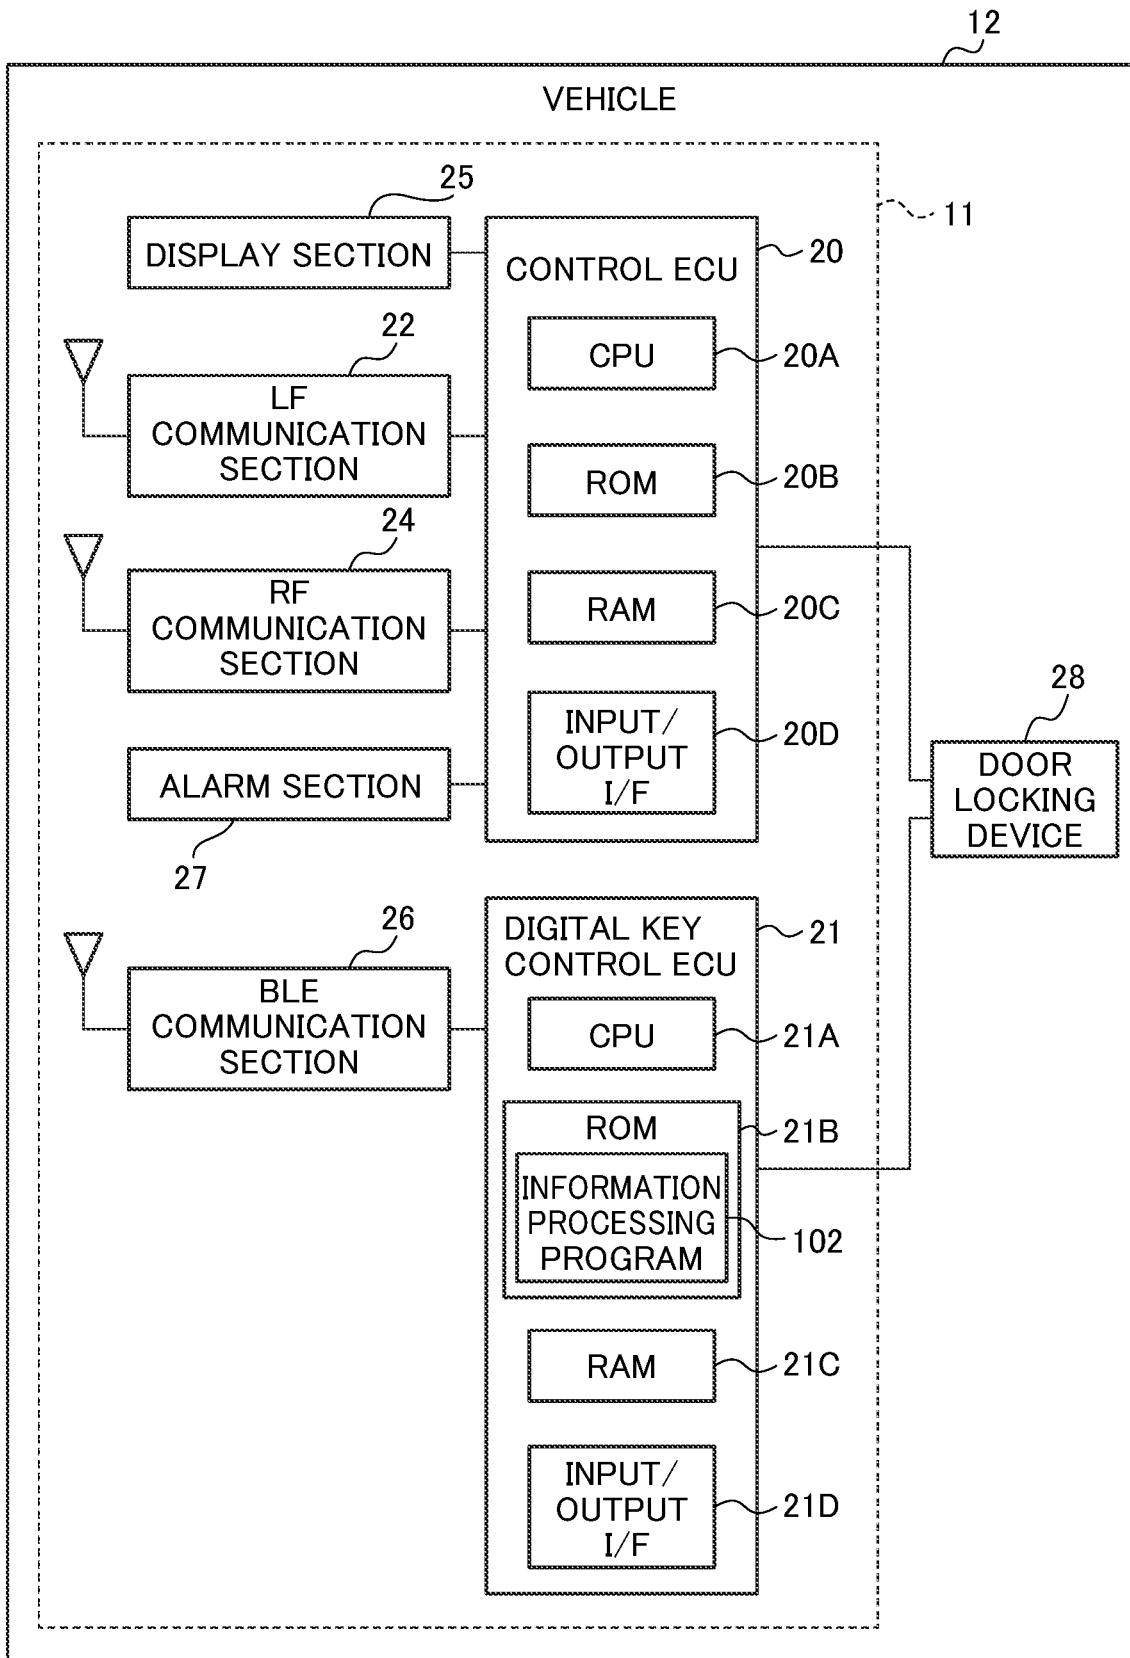 12
VEHICLE
11
25
DISPLAY SECTION
22
LF
COMMUNICATION
SECTION
24
RF
COMMUNICATION
SECTION
ALARM SECTION
27
CONTROL ECU
20
CPU
20A
ROM
20B
RAM
20C
INPUT/
OUTPUT
I/F
20D
28
DOOR
LOCKING
DEVICE
26
BLE
COMMUNICATION
SECTION
DIGITAL KEY
CONTROL ECU
21
CPU
21A
ROM
21B
INFORMATION
PROCESSING
PROGRAM
102
RAM
21C
INPUT/
OUTPUT
I/F
21D